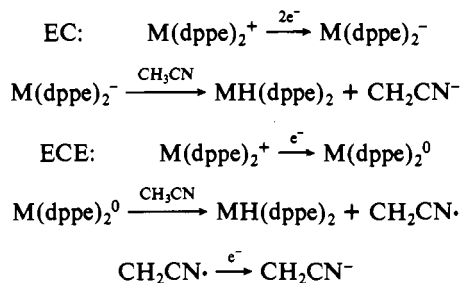 EC: M(dppe)₂⁺ —2e⁻→ M(dppe)₂⁻
M(dppe)₂⁻ —CH₃CN→ MH(dppe)₂ + CH₂CN⁻
ECE: M(dppe)₂⁺ —e⁻→ M(dppe)₂⁰
M(dppe)₂⁰ —CH₃CN→ MH(dppe)₂ + CH₂CN·
CH₂CN· —e⁻→ CH₂CN⁻